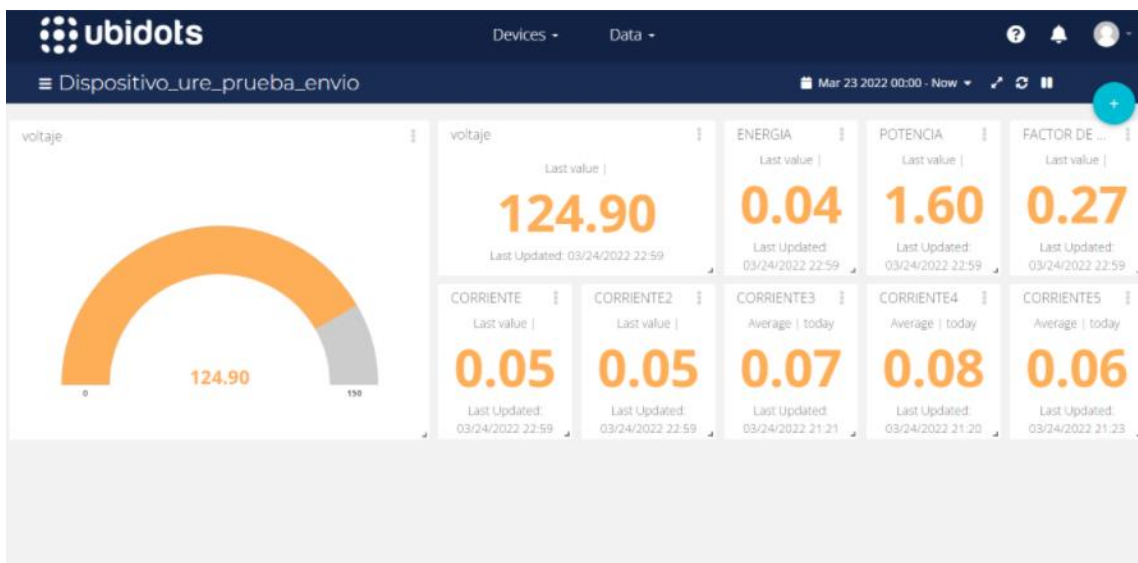 ubidots
Devices
Data
Dispositivo_ure_prueba_envio
Mar 23 2022 00:00 - Now
voltaje
124.90
0
150
voltaje
Last value |
124.90
Last Updated: 03/24/2022 22:59
ENERGIA
Last value |
0.04
Last Updated:
03/24/2022 22:59
POTENCIA
Last value |
1.60
Last Updated:
03/24/2022 22:59
FACTOR DE ...
Last value |
0.27
Last Updated:
03/24/2022 22:59
CORRIENTE
Last value |
0.05
Last Updated:
03/24/2022 22:59
CORRIENTE2
Last value |
0.05
Last Updated:
03/24/2022 22:59
CORRIENTE3
Average | today
0.07
Last Updated:
03/24/2022 21:21
CORRIENTE4
Average | today
0.08
Last Updated:
03/24/2022 21:20
CORRIENTE5
Average | today
0.06
Last Updated:
03/24/2022 21:23